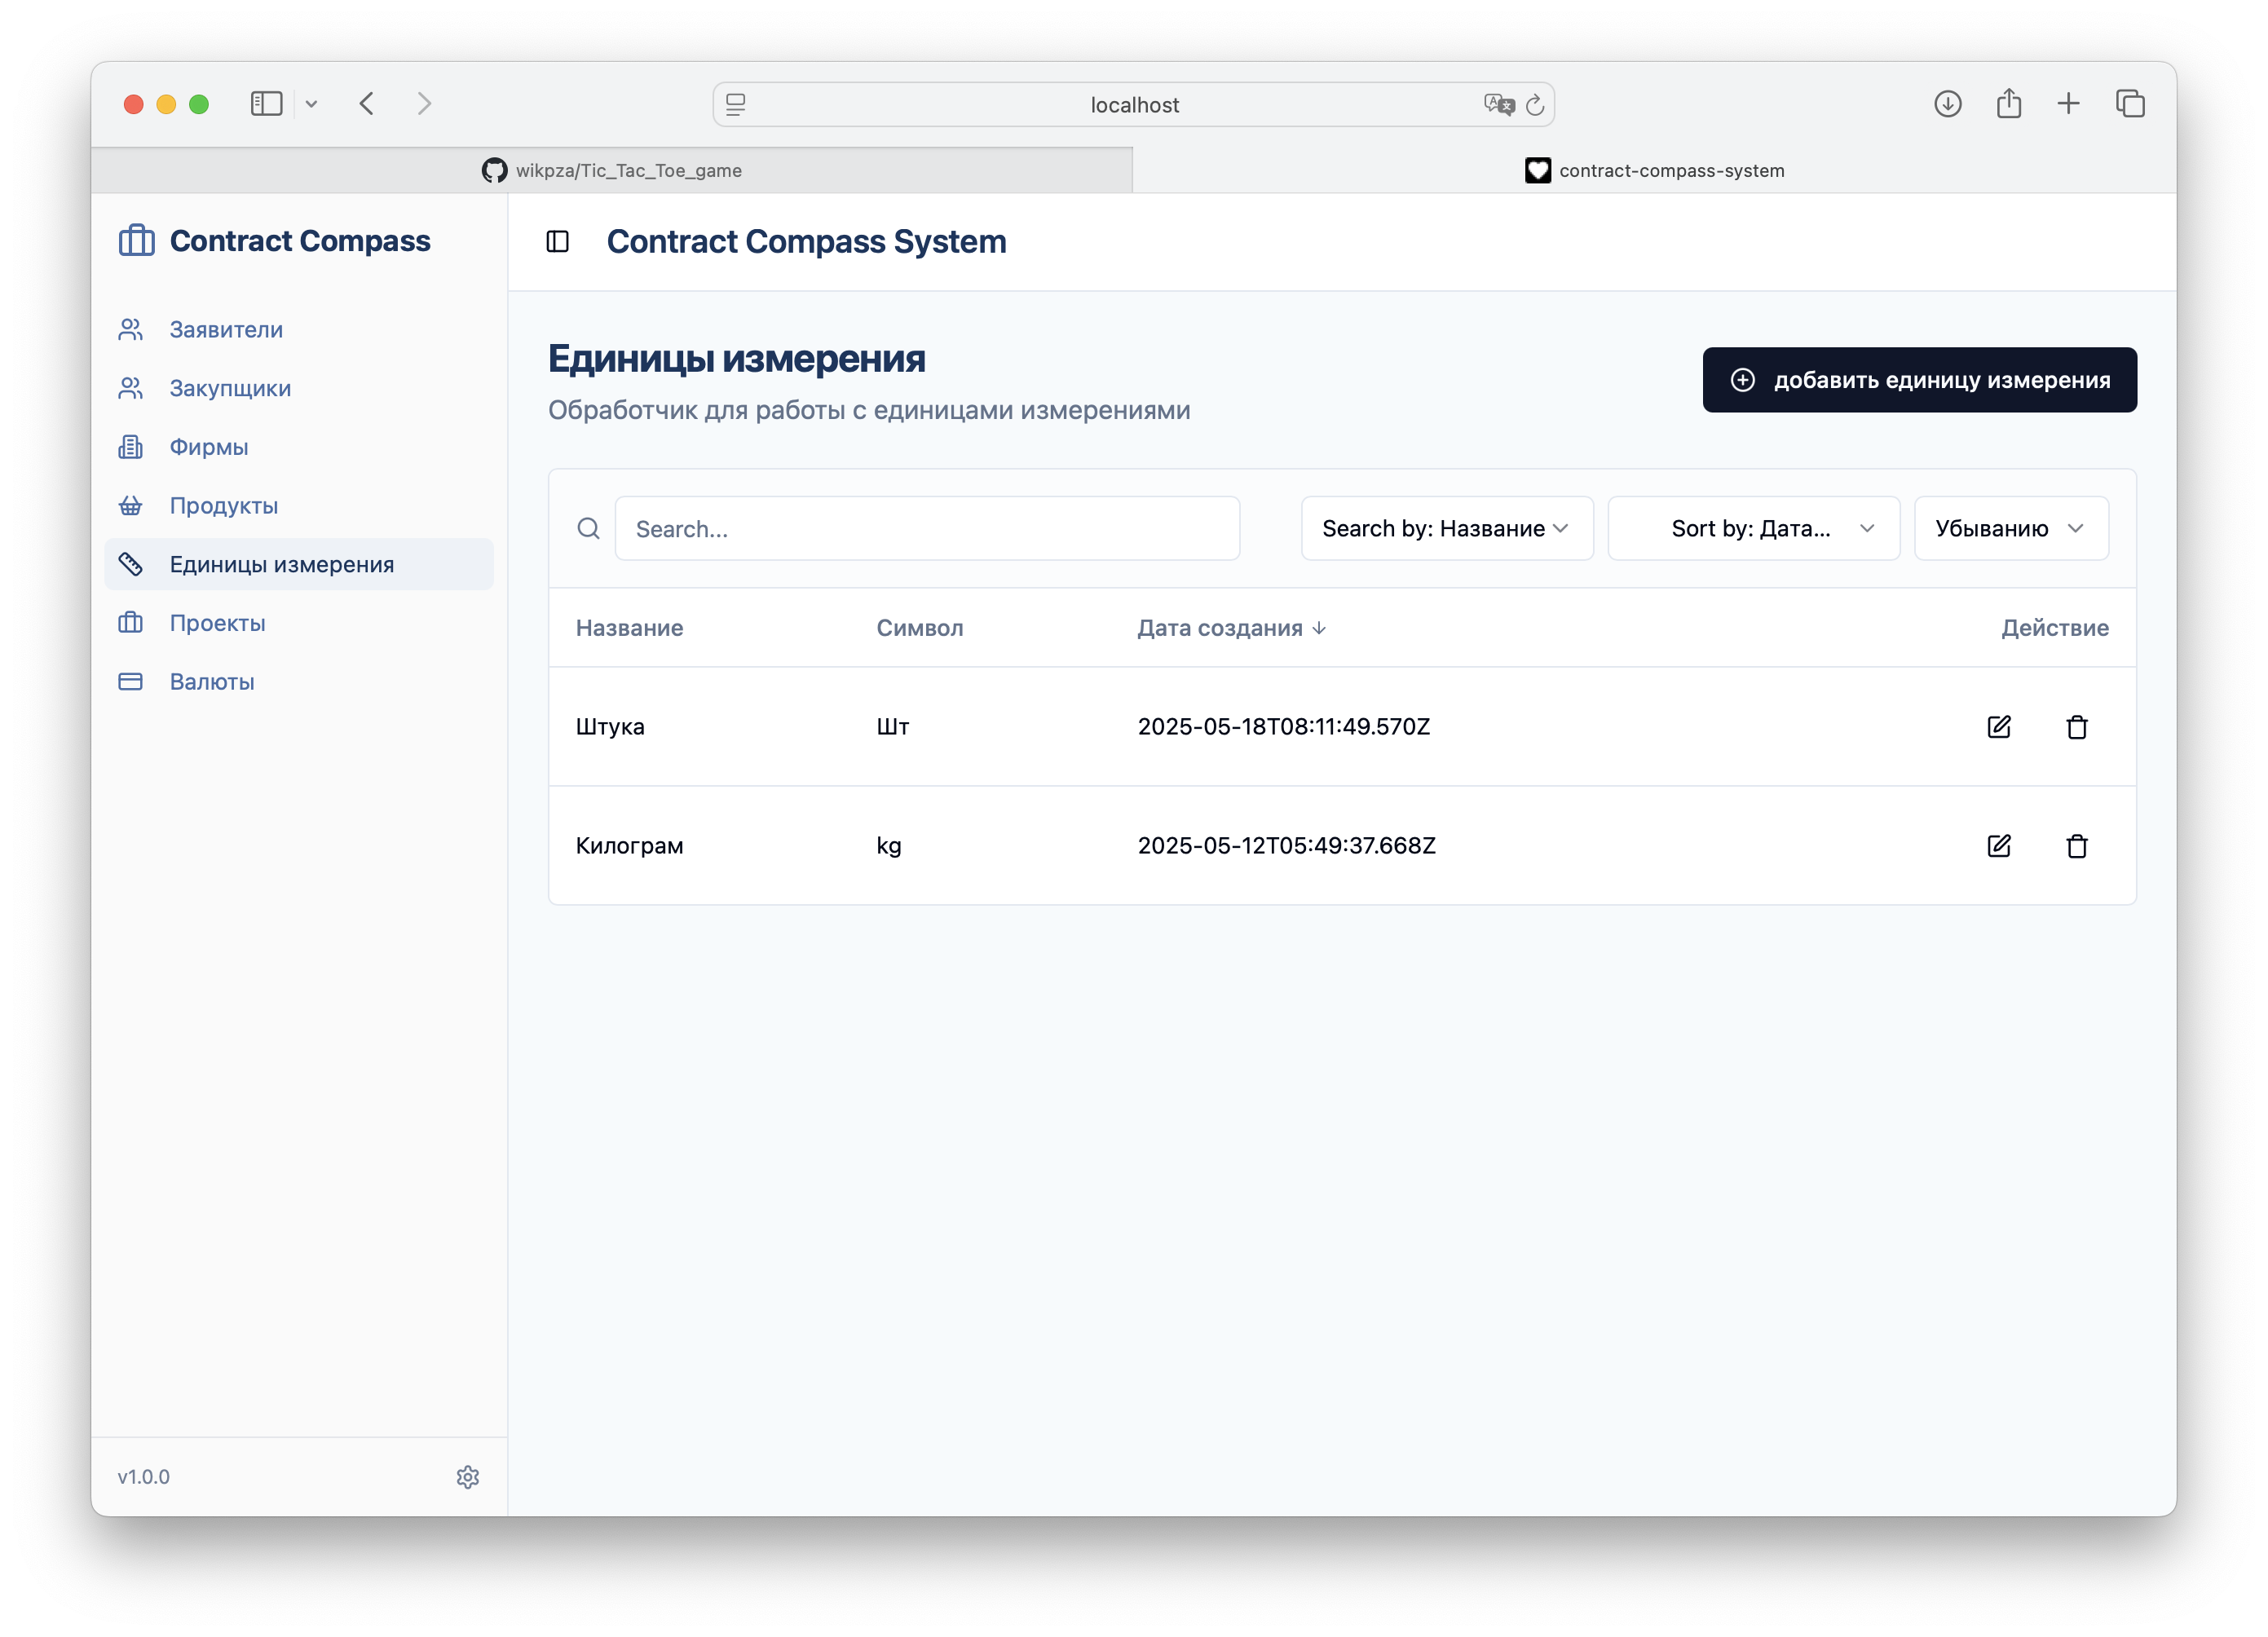 localhost
wikpza/Tic_Tac_Toe_game
contract-compass-system
Contract Compass
Contract Compass System
Заявители
Закупщики
Фирмы
Продукты
Единицы измерения
Проекты
Валюты
v1.0.0
Единицы измерения
Обработчик для работы с единицами измерениями
добавить единицу измерения
Search...
Search by: Название
Sort by: Дата...
Убыванию
Название Символ Дата создания ↓ Действие
Штука Шт 2025-05-18T08:11:49.570Z
Килограм kg 2025-05-12T05:49:37.668Z